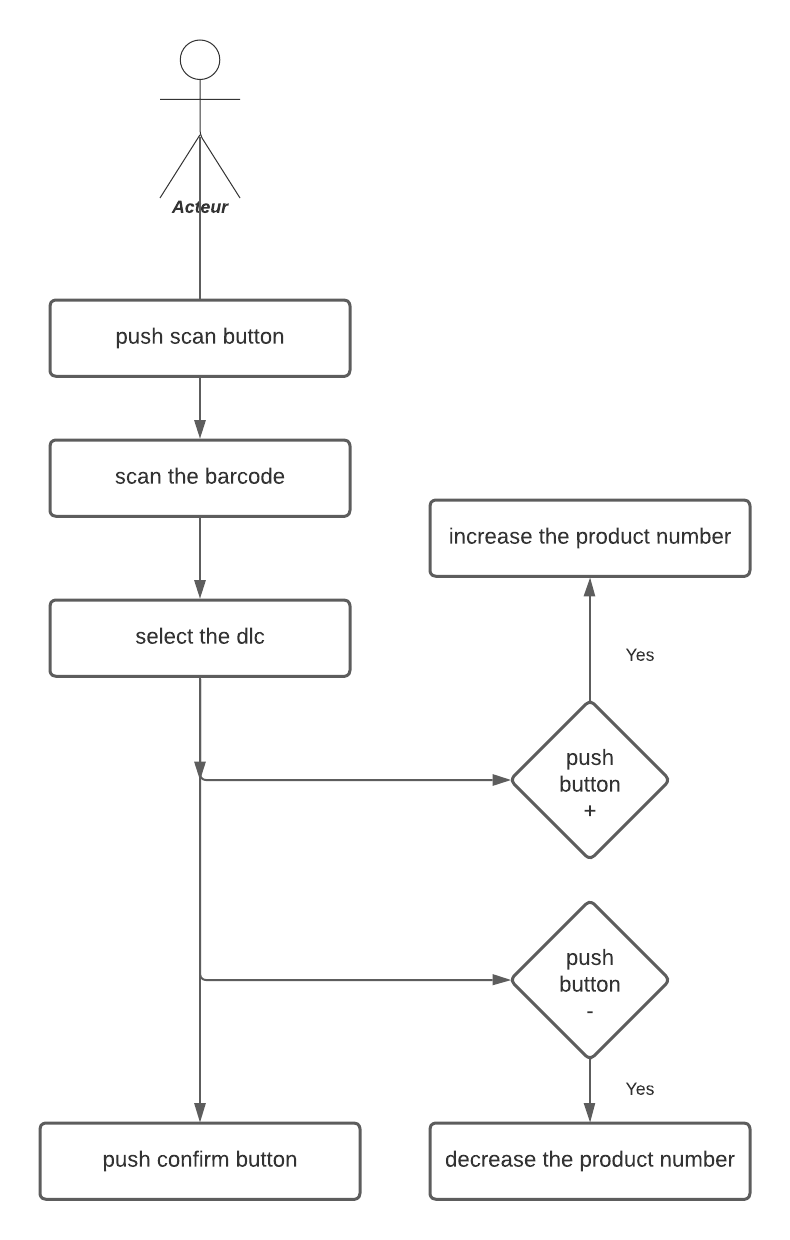 Acteur
push scan button
scan the barcode
increase the product number
select the dlc
Yes
push
button
+
push
button
-
Yes
push confirm button
decrease the product number